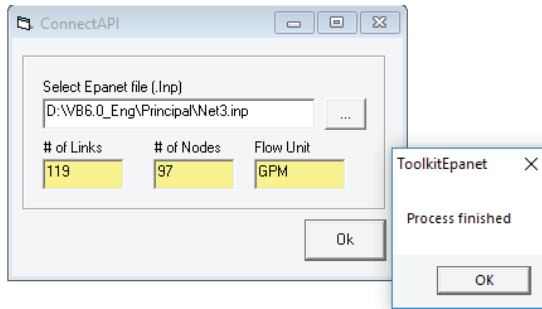 ConnectAPI
Select Epanet file (.Inp)
D:\VB6.0_Eng\Principal\Net3.inp
...
# of Links # of Nodes Flow Unit
119 97 GPM
Ok
ToolkitEpanet
Process finished
OK